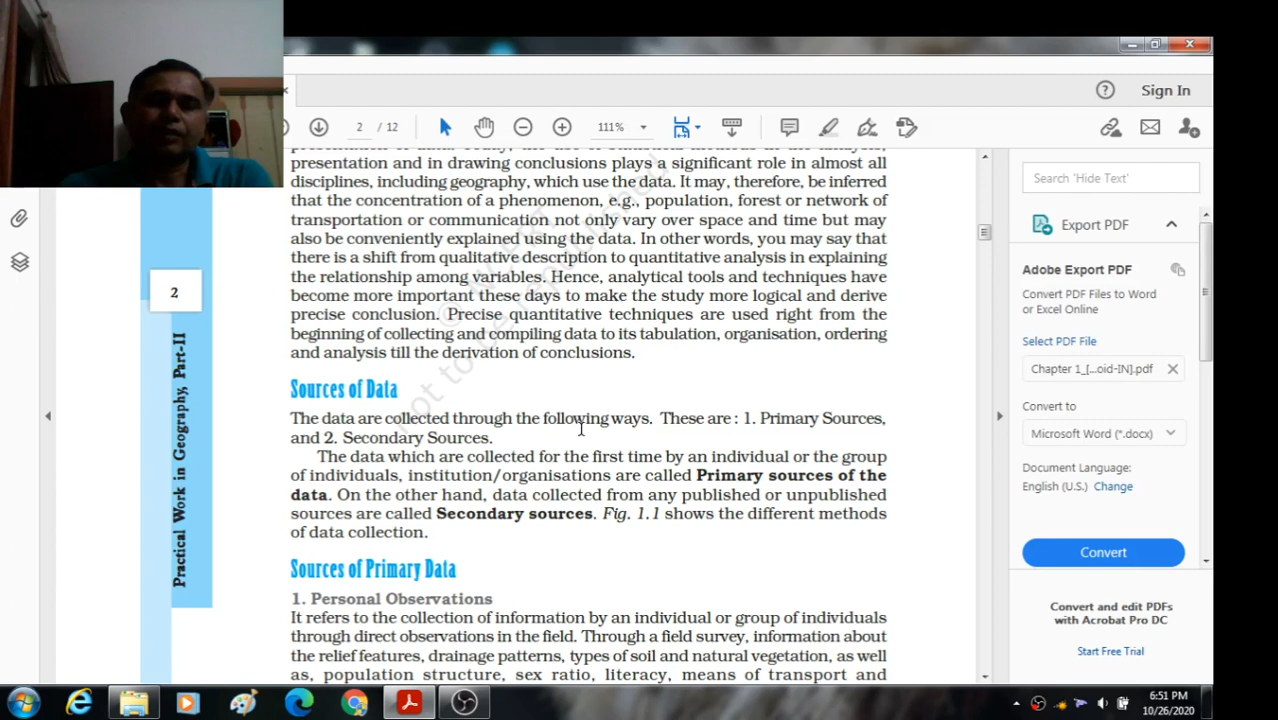 Sign In
2 / 12
111%
presentation and in drawing conclusions plays a significant role in almost all
disciplines, including geography, which use the data. It may, therefore, be inferred
that the concentration of a phenomenon, e.g., population, forest or network of
transportation or communication not only vary over space and time but may
also be conveniently explained using the data. In other words, you may say that
there is a shift from qualitative description to quantitative analysis in explaining
the relationship among variables. Hence, analytical tools and techniques have
become more important these days to make the study more logical and derive
precise conclusion. Precise quantitative techniques are used right from the
beginning of collecting and compiling data to its tabulation, organisation, ordering
and analysis till the derivation of conclusions.
Sources of Data
The data are collected through the following ways. These are : 1. Primary Sources,
and 2. Secondary Sources.
The data which are collected for the first time by an individual or the group
of individuals, institution/organisations are called Primary sources of the
data. On the other hand, data collected from any published or unpublished
sources are called Secondary sources. Fig. 1.1 shows the different methods
of data collection.
Sources of Primary Data
1. Personal Observations
It refers to the collection of information by an individual or group of individuals
through direct observations in the field. Through a field survey, information about
the relief features, drainage patterns, types of soil and natural vegetation, as well
as, population structure, sex ratio, literacy, means of transport and
2
Practical Work in Geography, Part-II
not to be republished
Search 'Hide Text'
Export PDF
Adobe Export PDF
Convert PDF Files to Word
or Excel Online
Select PDF File
Chapter 1_[...oid-IN].pdf
Convert to
Microsoft Word (*.docx)
Document Language:
English (U.S.) Change
Convert
Convert and edit PDFs
with Acrobat Pro DC
Start Free Trial
6:51 PM
10/26/2020